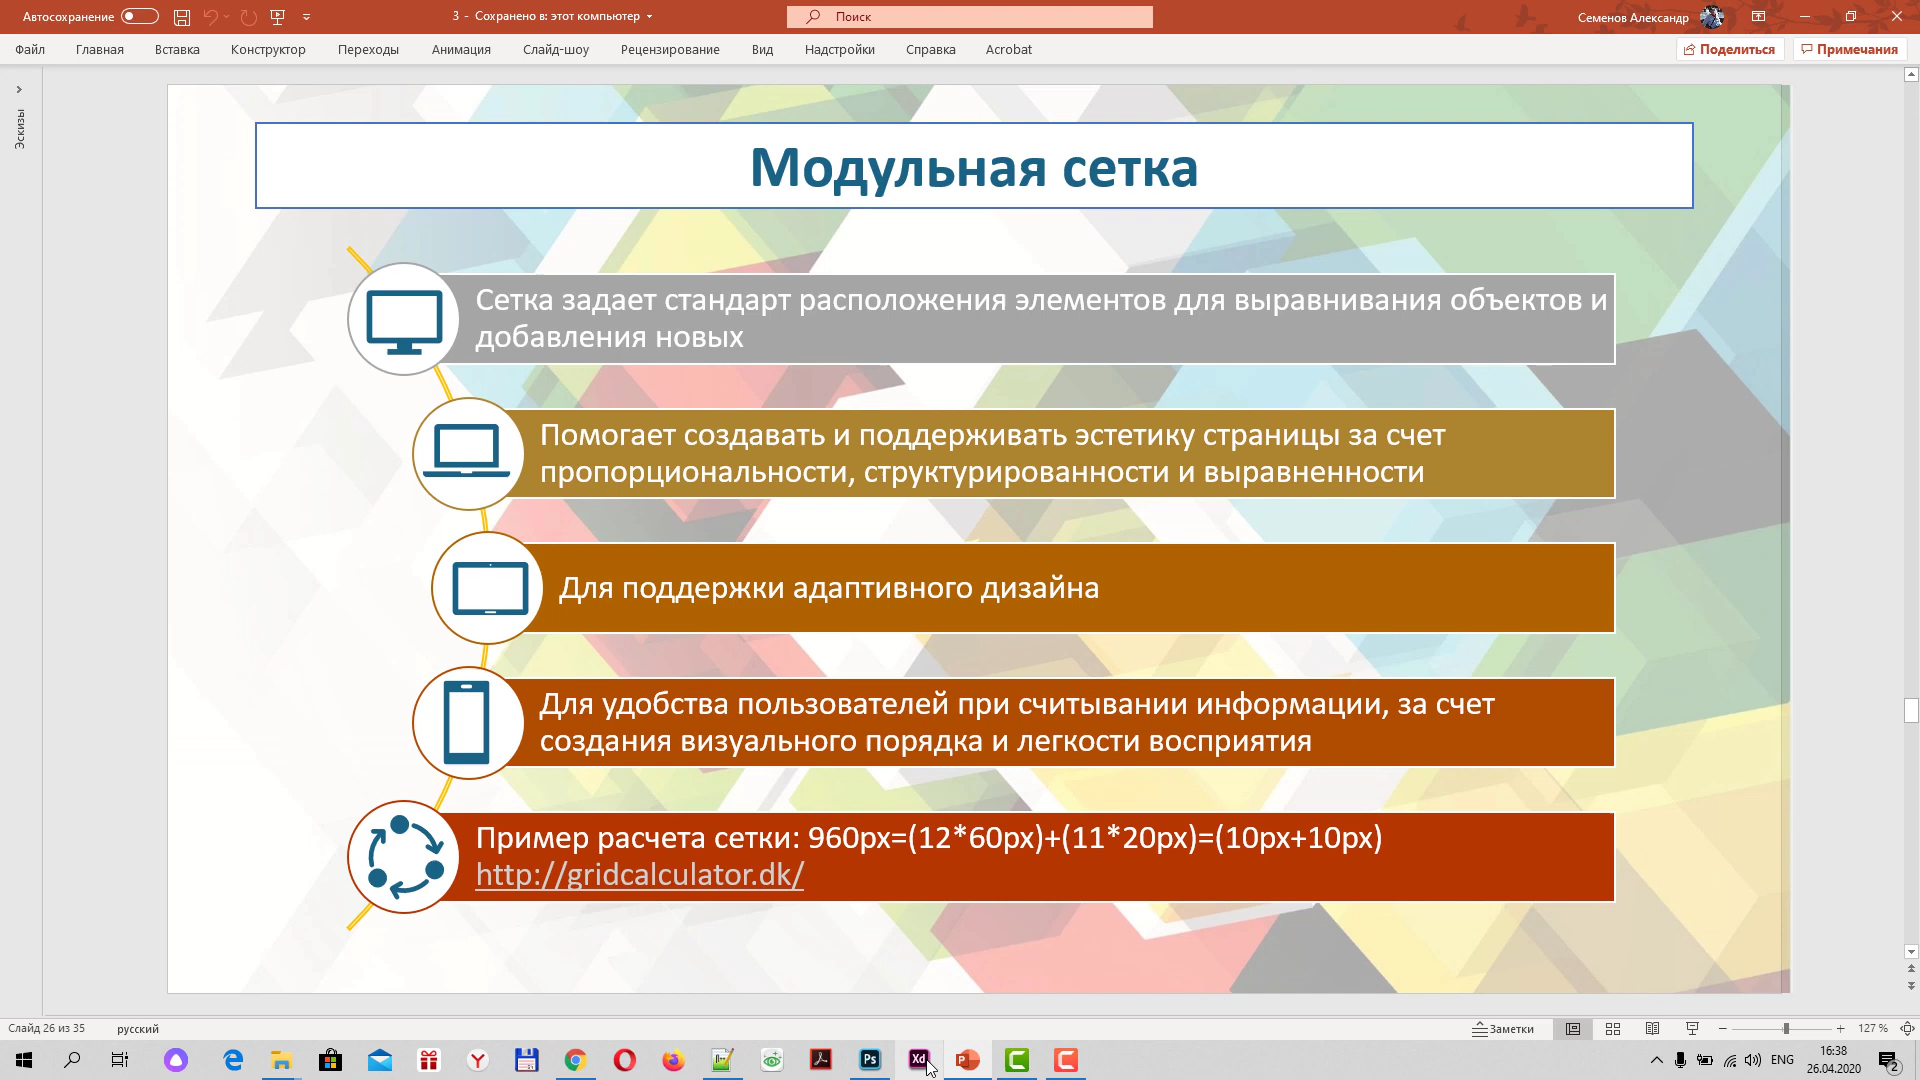 Автосохранение
3 - Сохранено в: этот компьютер
Поиск
Семенов Александр
Файл Главная Вставка Конструктор Переходы Анимация Слайд-шоу Рецензирование Вид Надстройки Справка Acrobat
Поделиться Примечания
Эскизы
Модульная сетка
Сетка задает стандарт расположения элементов для выравнивания объектов и
добавления новых
Помогает создавать и поддерживать эстетику страницы за счет
пропорциональности, структурированности и выравненности
Для поддержки адаптивного дизайна
Для удобства пользователей при считывании информации, за счет
создания визуального порядка и легкости восприятия
Пример расчета сетки: 960px=(12*60px)+(11*20px)=(10px+10px)
http://gridcalculator.dk/
Слайд 26 из 35 русский
Заметки
127 %
Ps Xd
ENG
16:38
26.04.2020
2